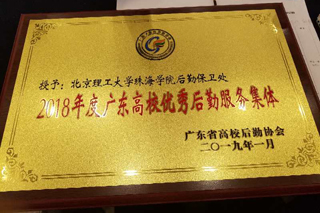 授予：北京理工大学珠海学院后勤保卫处
2018年度广东高校优秀后勤服务集体
广东省高校后勤协会
二〇一九年一月